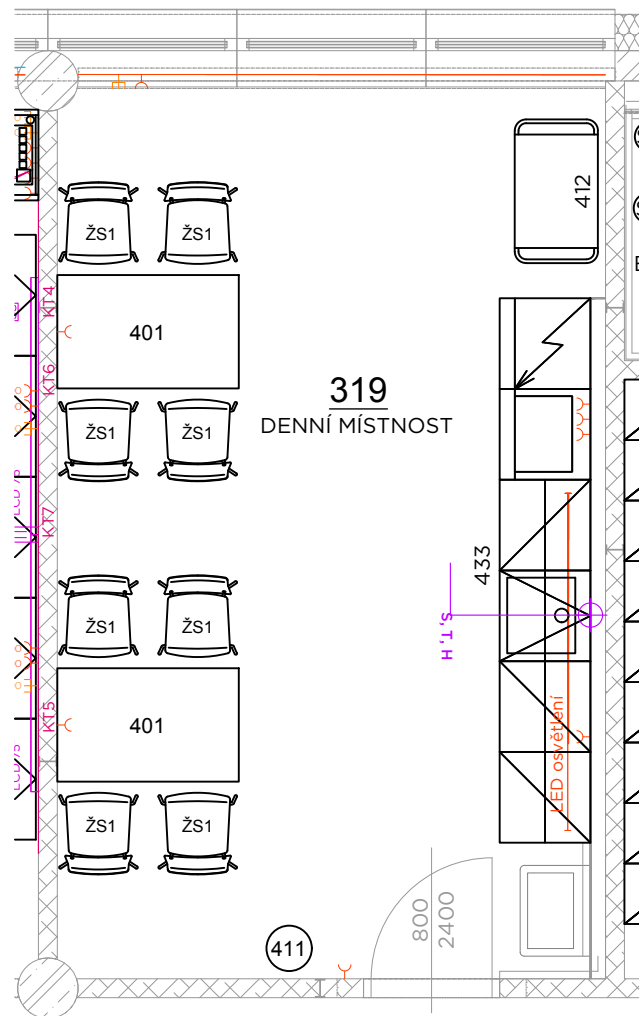 412
ŽS1
ŽS1
KT4
401
KT6
319
DENNÍ MÍSTNOST
ŽS1
ŽS1
KT7
433
S,T,H
ŽS1
ŽS1
KT5
401
LED osvětlení
ŽS1
ŽS1
411
800
2400